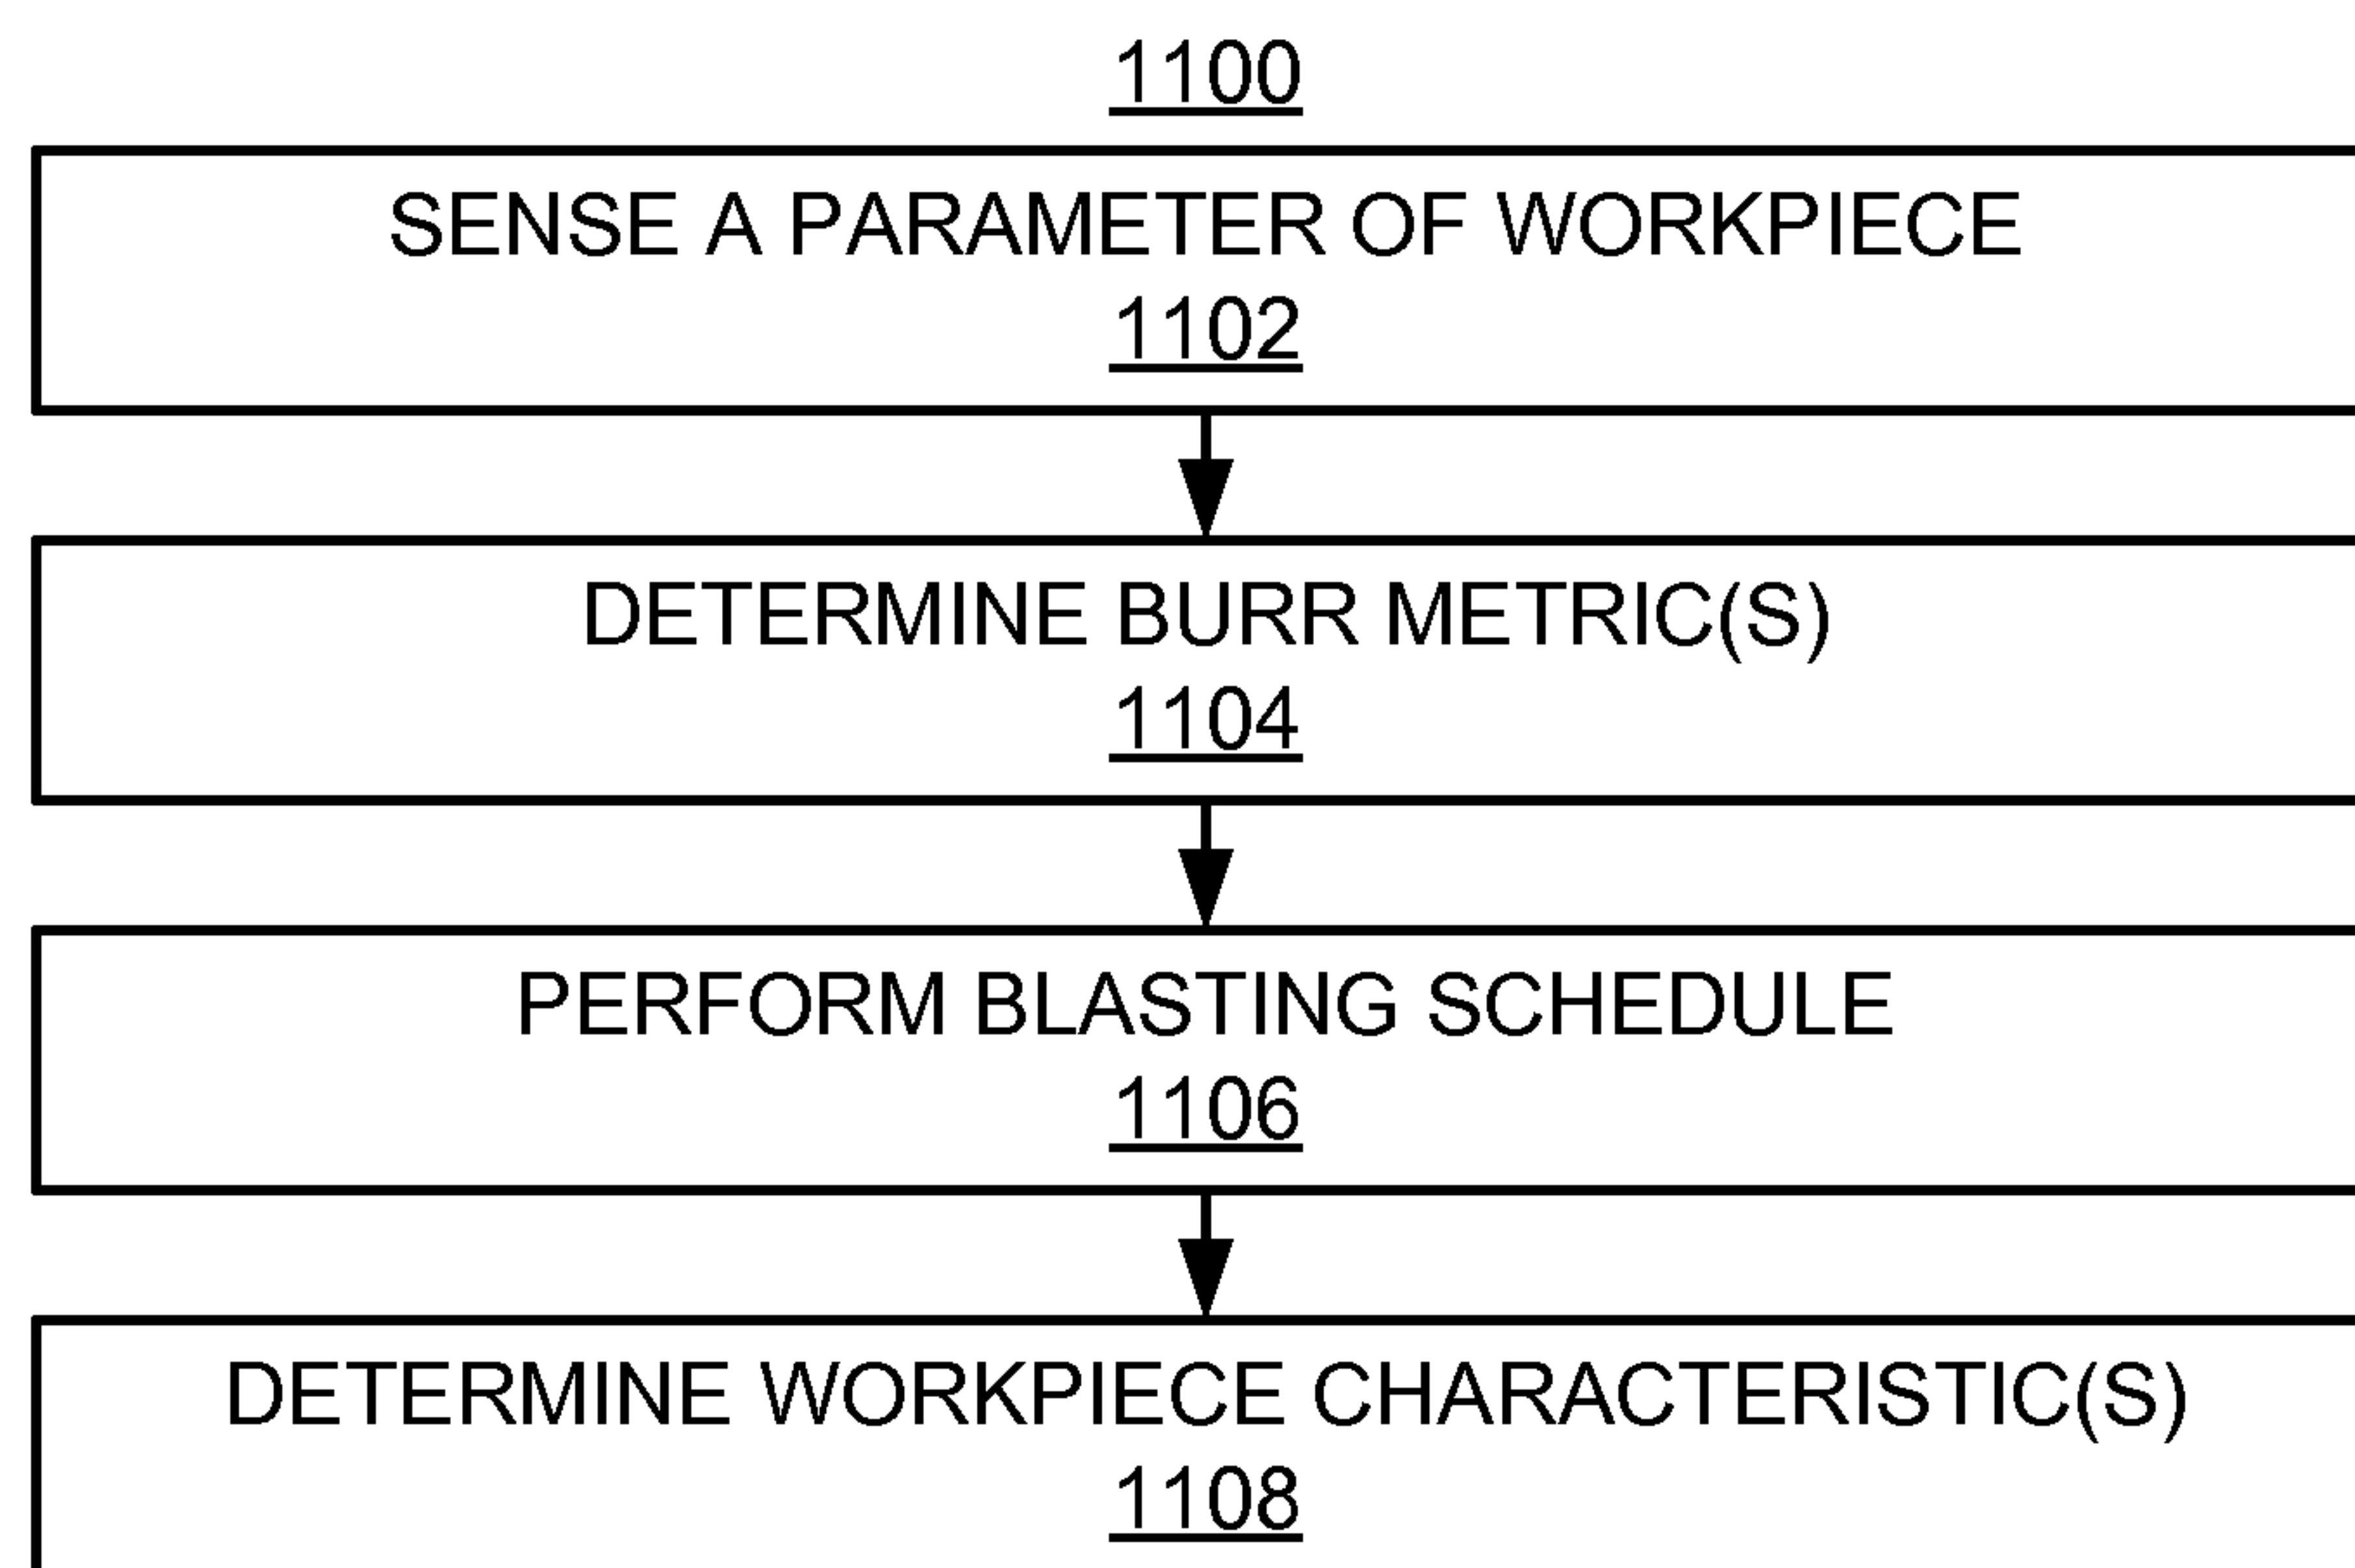 1100
SENSE A PARAMETER OF WORKPIECE
1102
DETERMINE BURR METRIC(S)
1104
PERFORM BLASTING SCHEDULE
1106
DETERMINE WORKPIECE CHARACTERISTIC(S)
1108